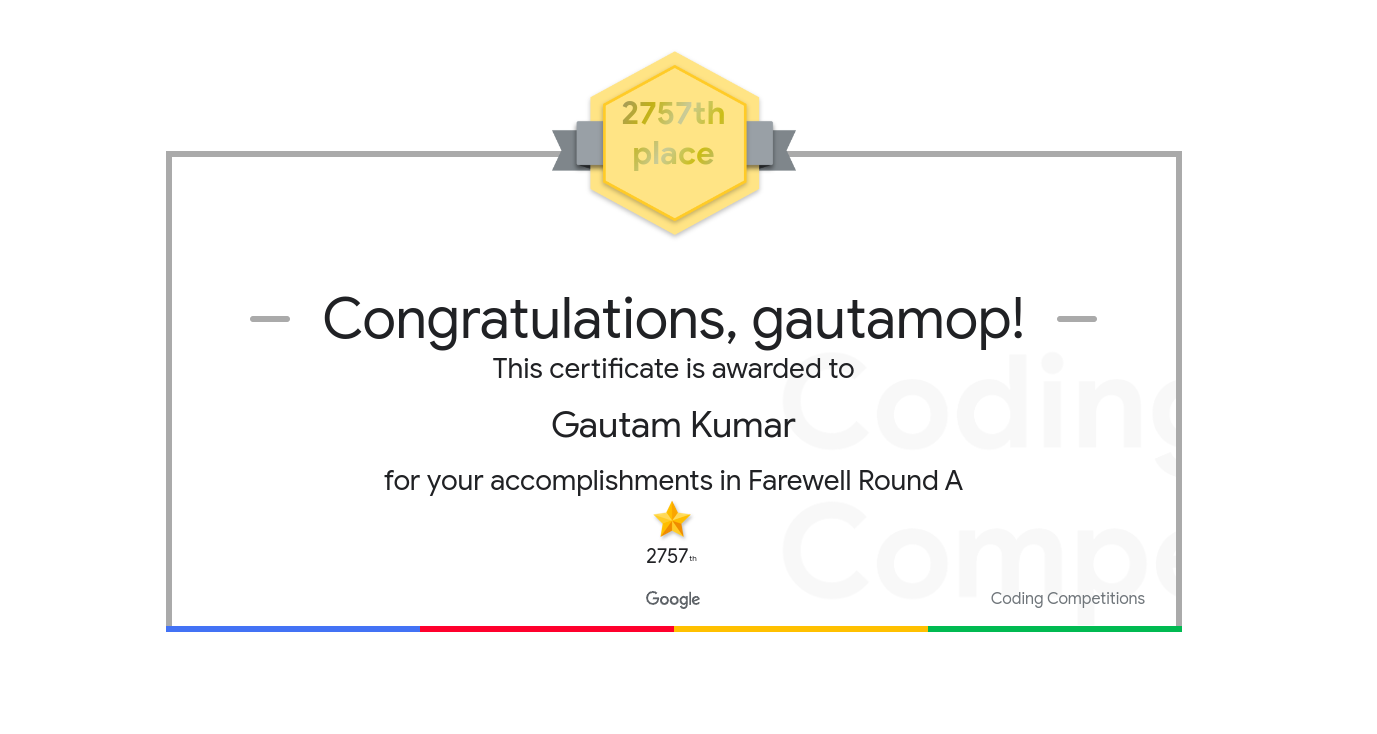 2757th
place
Congratulations, gautamop!
This certificate is awarded to
Gautam Kumar
for your accomplishments in Farewell Round A
2757th
Google
Coding Competitions
Coding
Compe